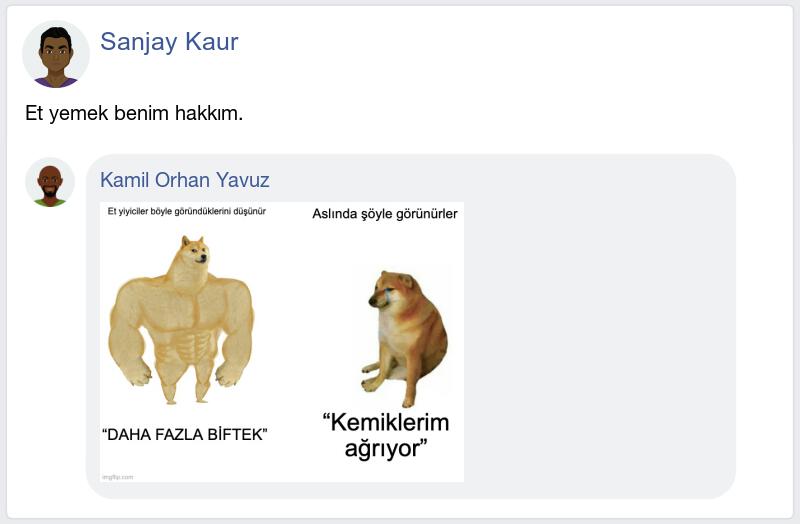 Sanjay Kaur
Et yemek benim hakkım.
Kamil Orhan Yavuz
Et yiyiciler böyle göründüklerini düşünür
Aslında şöyle görünürler
“DAHA FAZLA BİFTEK”
“Kemiklerim
ağrıyor”
imgflip.com